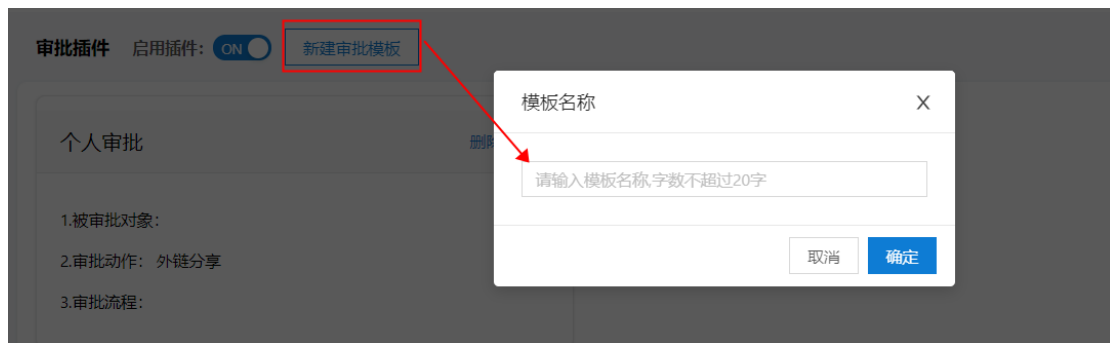 审批插件 启用插件: ON 新建审批模板
模板名称 X
个人审批 删除
请输入模板名称,字数不超过20字
1.被审批对象:
2.审批动作: 外链分享
取消 确定
3.审批流程: